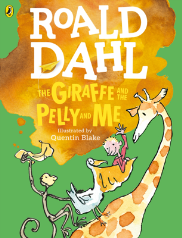 ROALD
DAHL
THE GIRAFFE AND THE
PELLY AND ME
Illustrated by
Quentin Blake